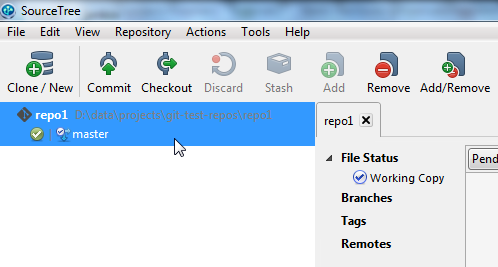 SourceTree
File Edit View Repository Actions Tools Help
Clone / New Commit Checkout Discard Stash Add Remove Add/Remove
repo1 D:\data\projects\git-test-repos\repo1
master
repo1
File Status
Pend
Working Copy
Branches
Tags
Remotes